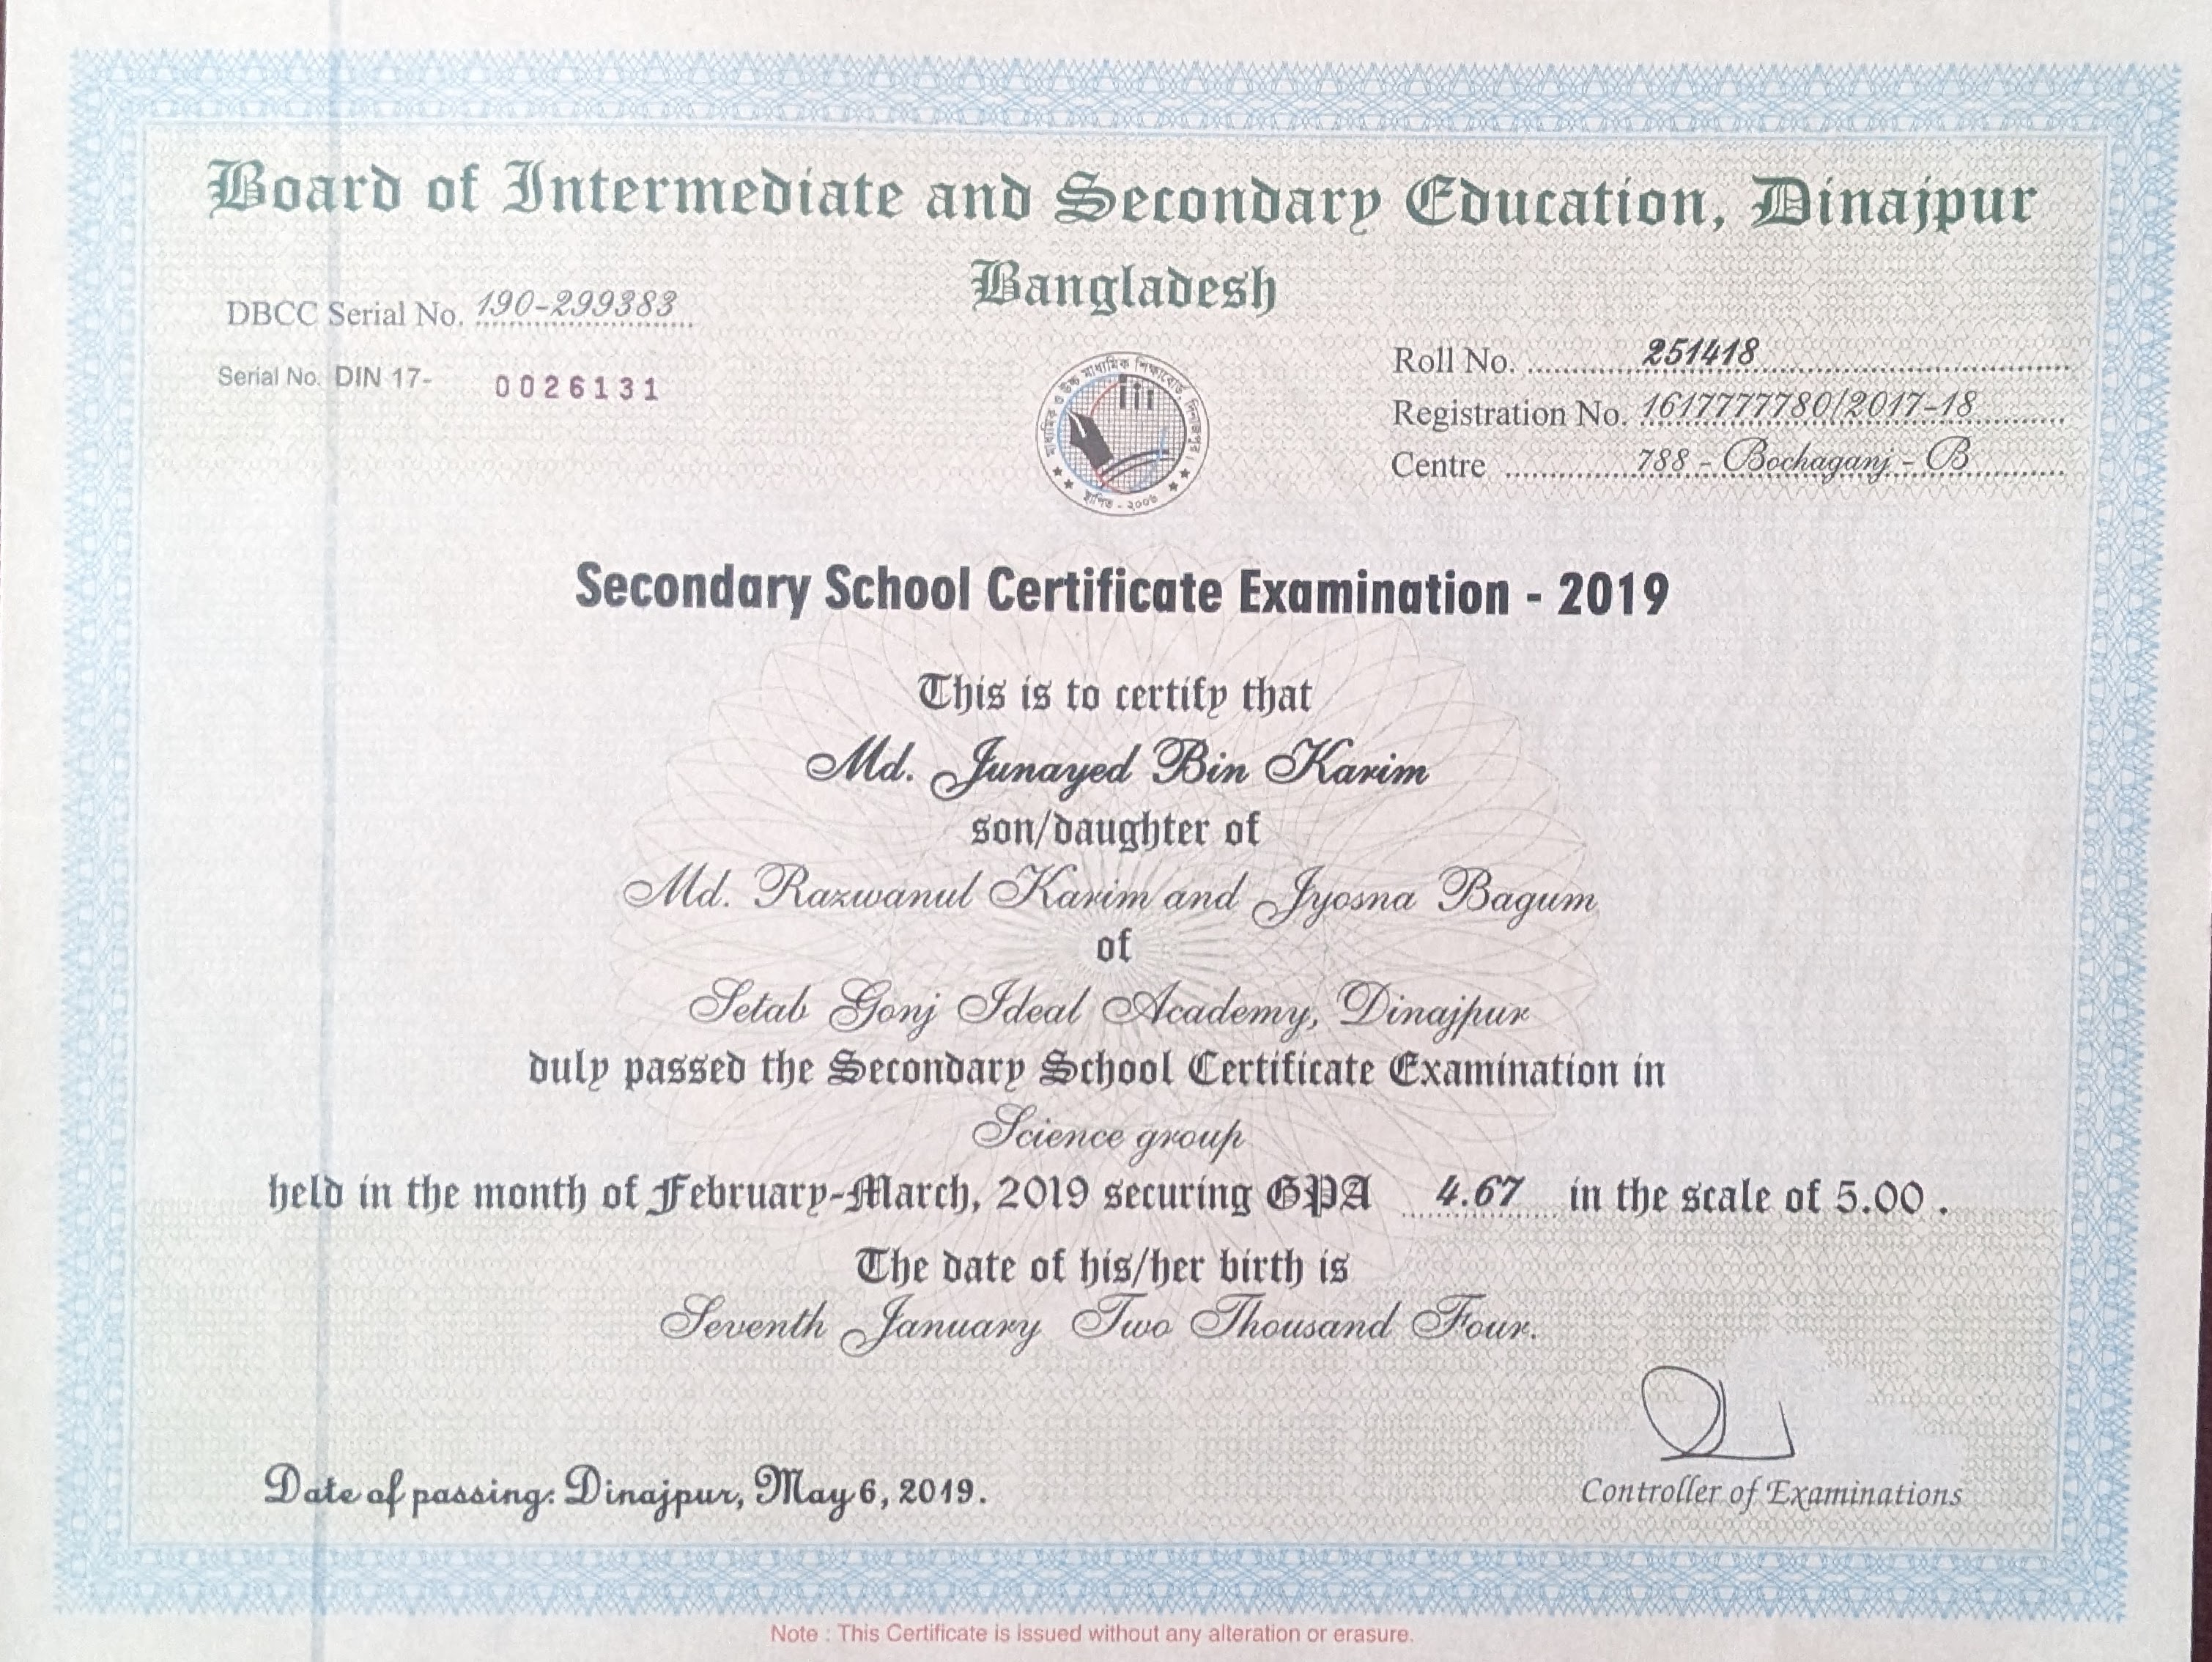 Board of Intermediate and Secondary Education, Dinajpur
Bangladesh
DBCC Serial No. 190-299383
Serial No. DIN 17- 0026131
মাধ্যমিক ও উচ্চ মাধ্যমিক শিক্ষাবোর্ড, দিনাজপুর।
স্থাপিত - ২০০৬
Roll No. 251418
Registration No. 1617777780/2017-18
Centre 788 - Bochaganj - B
Secondary School Certificate Examination - 2019
This is to certify that
Md. Junayed Bin Karim
son/daughter of
Md. Razwanul Karim and Jyosna Bagum
of
Setab Gonj Ideal Academy, Dinajpur
duly passed the Secondary School Certificate Examination in
Science group
held in the month of February-March, 2019 securing GPA 4.67 in the scale of 5.00 .
The date of his/her birth is
Seventh January Two Thousand Four.
Date of passing: Dinajpur, May 6, 2019.
Controller of Examinations
Note : This Certificate is issued without any alteration or erasure.